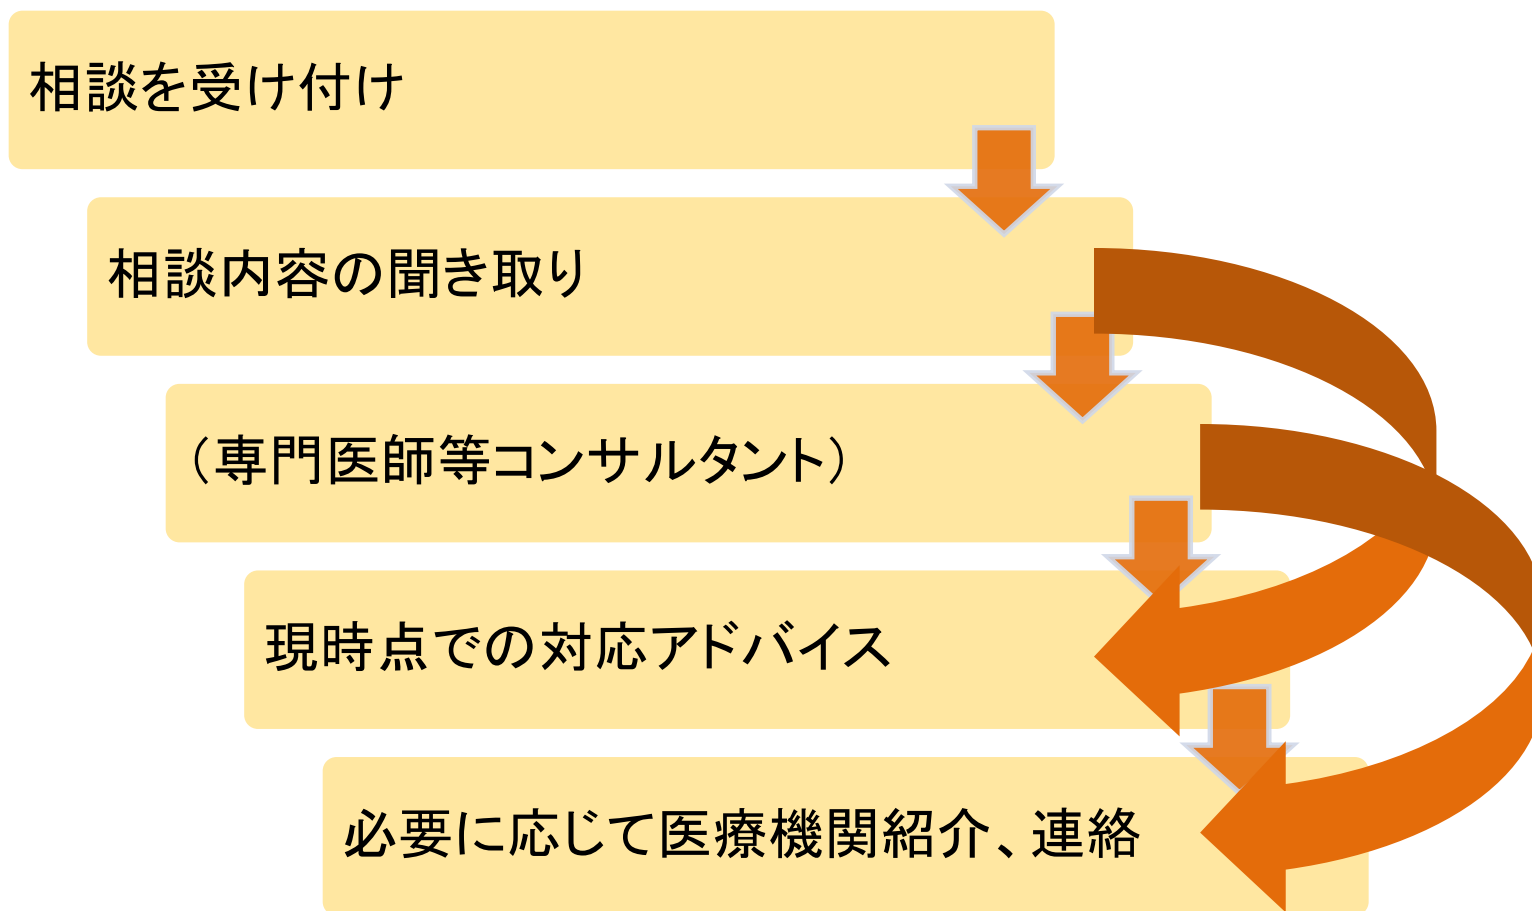 相談を受け付け
相談内容の聞き取り
（専門医師等コンサルタント）
現時点での対応アドバイス
必要に応じて医療機関紹介、連絡